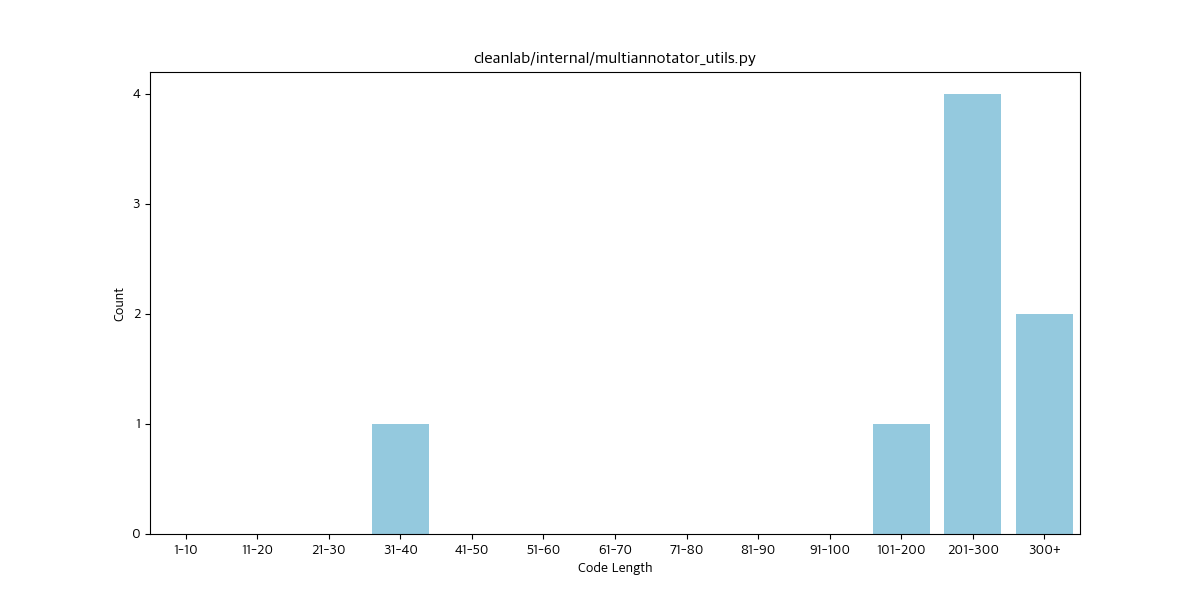 cleanlab/internal/multiannotator_utils.py
4
3
2
1
0
Count
1-10 11-20 21-30 31-40 41-50 51-60 61-70 71-80 81-90 91-100 101-200 201-300 300+
Code Length